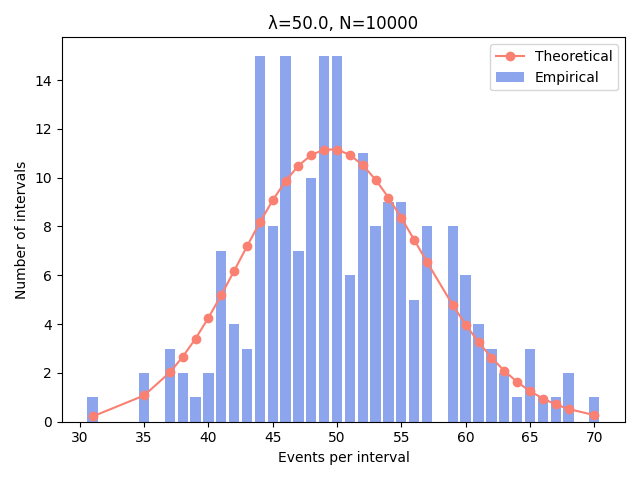 λ=50.0, N=10000
Theoretical
Empirical
Number of intervals
14
12
10
8
6
4
2
0
30 35 40 45 50 55 60 65 70
Events per interval